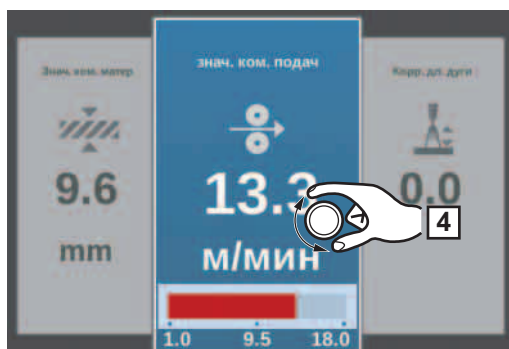 Знач. ком. матер
9.6
mm
знач. ком. подач
13.3
м/мин
1.0 9.5 18.0
Корр. дл. дуги
0.0
4